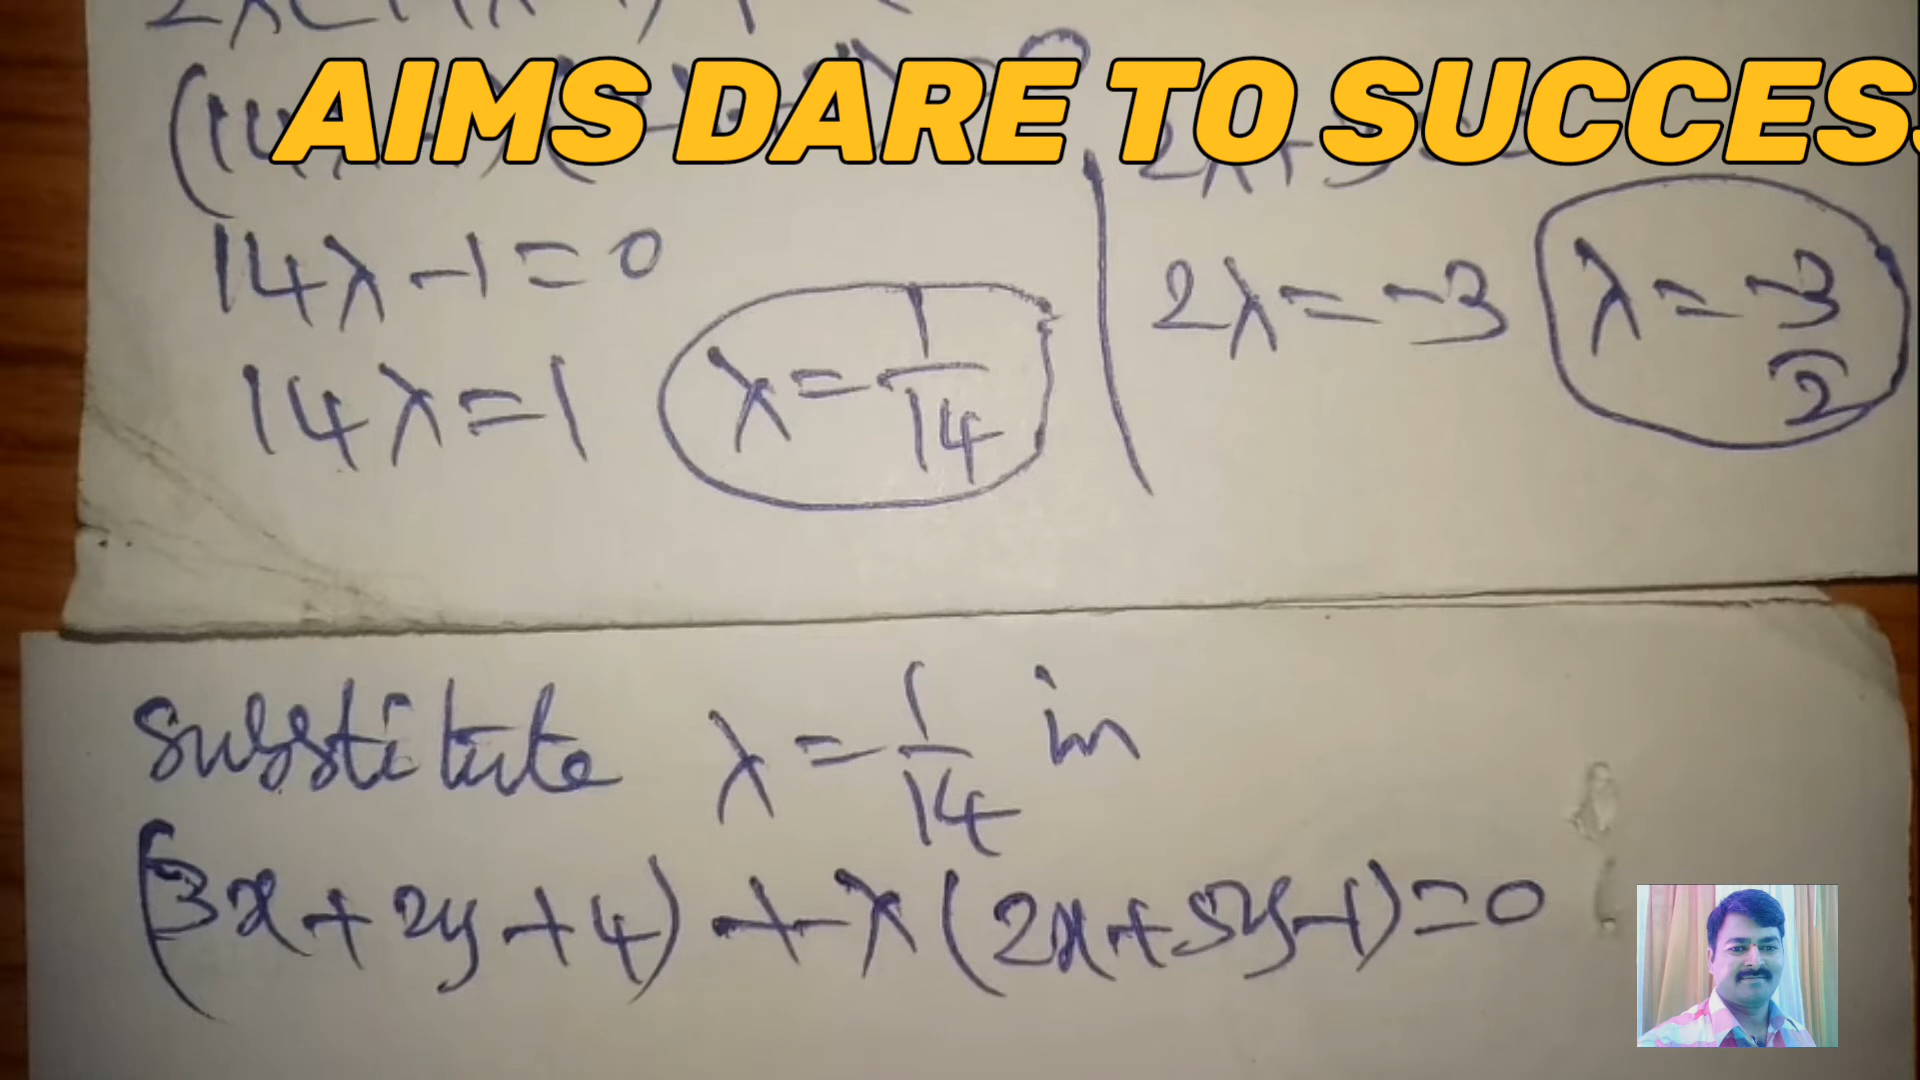 AIMS DARE TO SUCCES
14λ-1=0
2λ=-3 λ=-3/2
14λ=1 λ=1/14
substitute λ=1/14 in
(3x+2y+4)+λ(2x+5y-1)=0